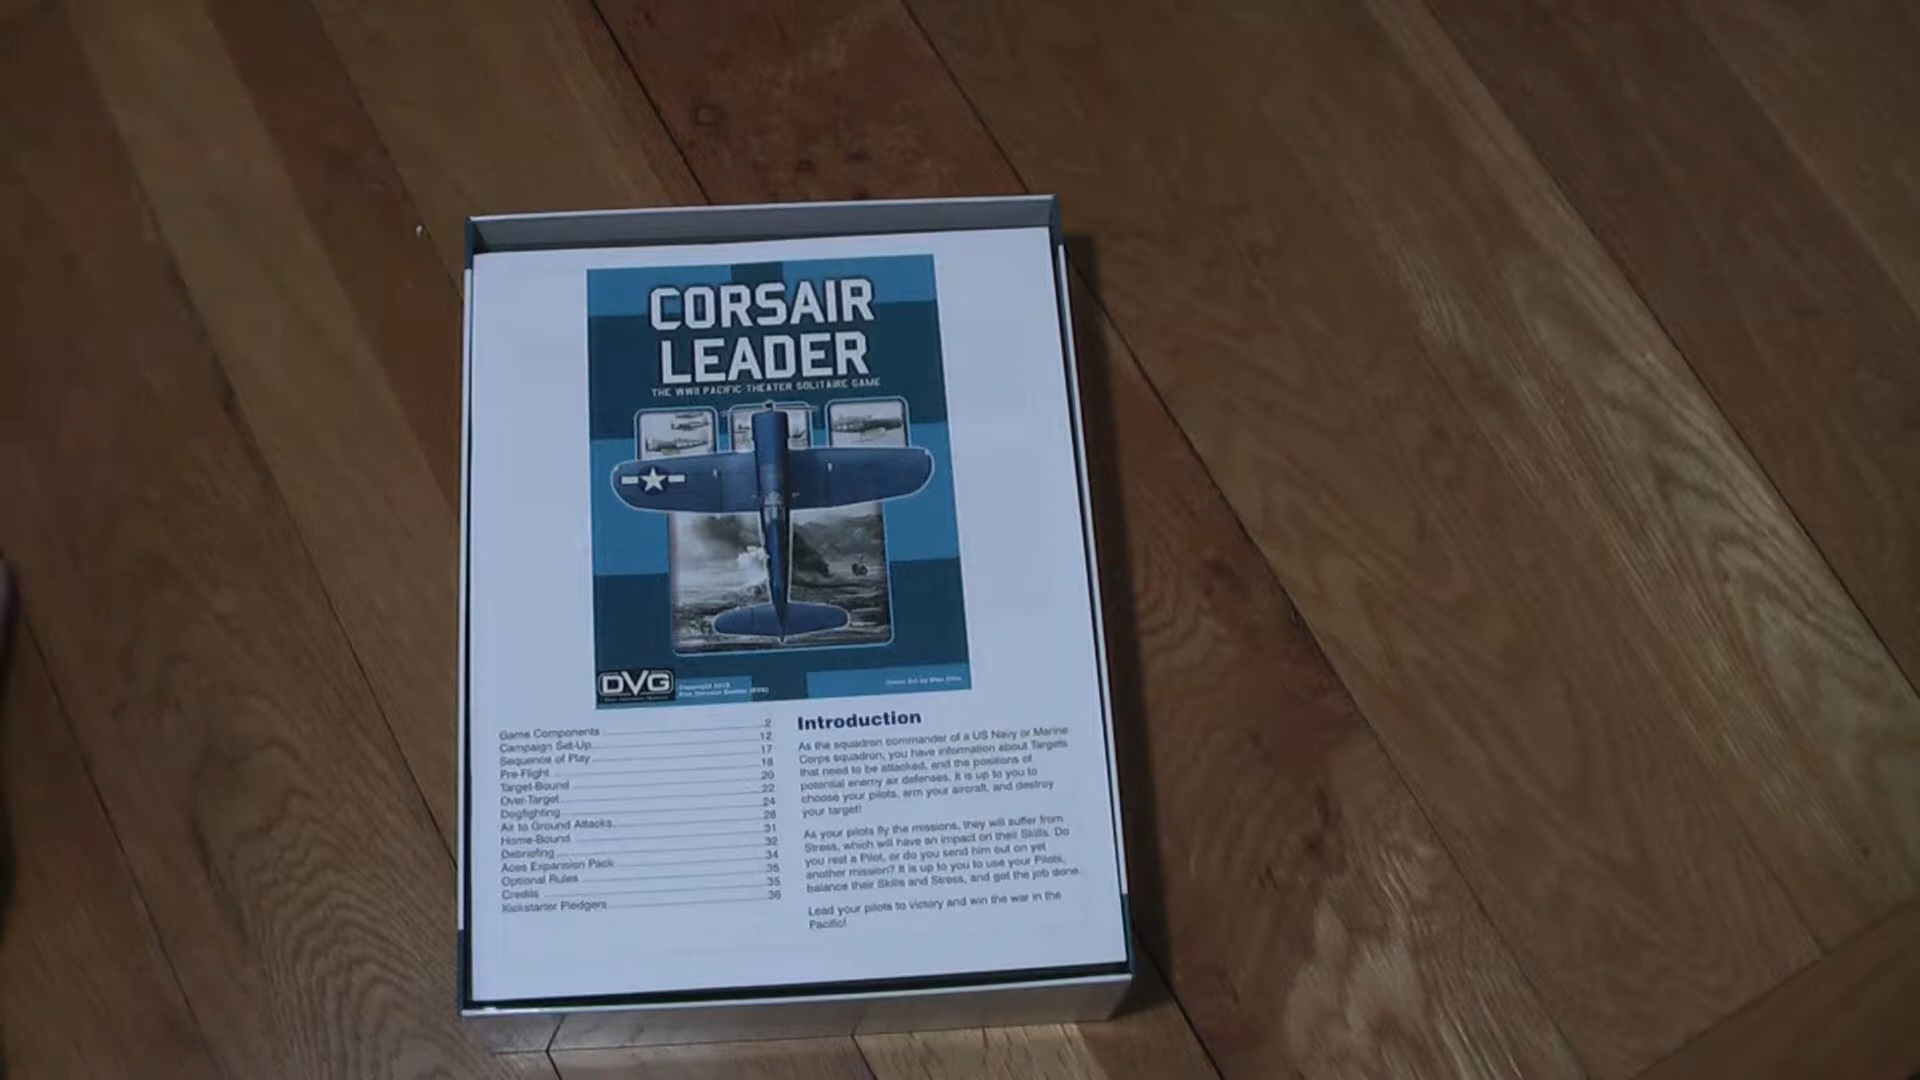 CORSAIR
LEADER
THE WWII PACIFIC THEATER SOLITAIRE GAME
DVG
Game Components 2
Campaign Set-Up 12
Sequence of Play 17
Pre-Flight 18
Target-Bound 20
Over-Target 22
Dogfighting 24
Air to Ground Attacks 28
Home-Bound 31
Debriefing 32
Aces Expansion Pack 34
Optional Rules 35
Credits 35
Kickstarter Pledgers 36
Introduction
As the squadron commander of a US Navy or Marine
Corps squadron, you have information about Targets
that need to be attacked, and the positions of
potential enemy air defenses. It is up to you to
choose your pilots, arm your aircraft, and destroy
your target!
As your pilots fly the missions, they will suffer from
Stress, which will have an impact on their Skills. Do
you rest a Pilot, or do you send him out on yet
another mission? It is up to you to use your Pilots,
balance their Skills and Stress, and get the job done.
Lead your pilots to victory and win the war in the
Pacific!